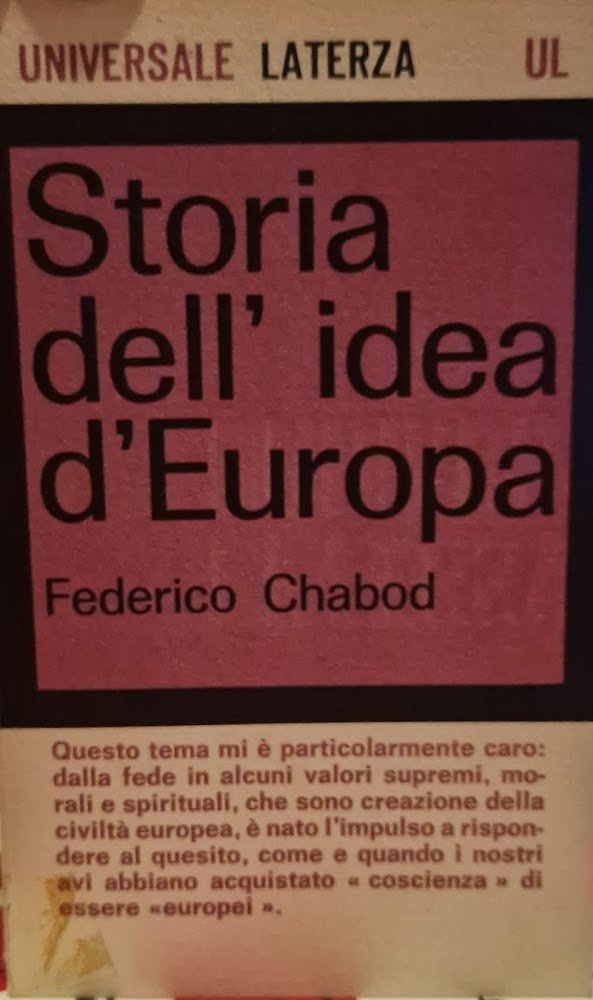 UNIVERSALE LATERZA UL
Storia
dell' idea
d'Europa
Federico Chabod
Questo tema mi è particolarmente caro:
dalla fede in alcuni valori supremi, mo-
rali e spirituali, che sono creazione della
civiltà europea, è nato l'impulso a rispon-
dere al quesito, come e quando i nostri
avi abbiano acquistato « coscienza » di
essere «europei ».